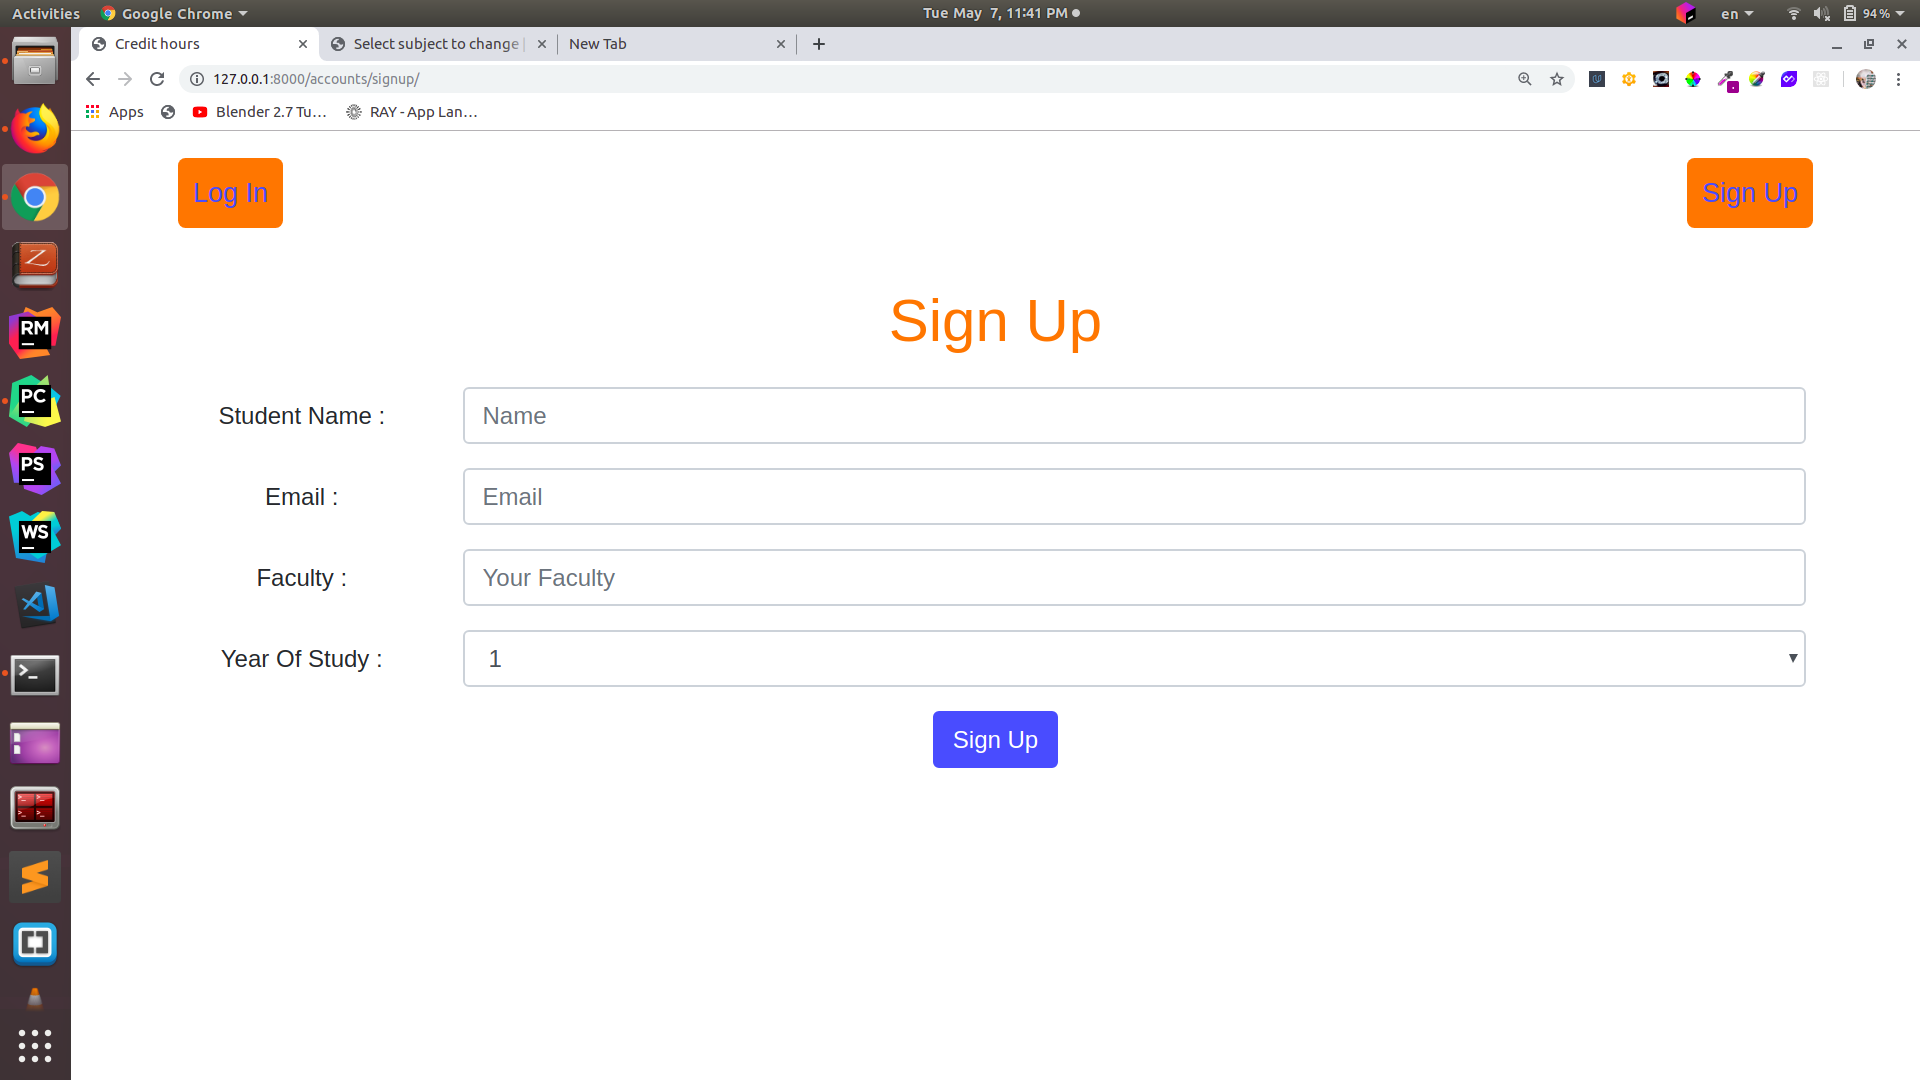 Activities Google Chrome Tue May 7, 11:41 PM en 94 %
Credit hours Select subject to change | New Tab
127.0.0.1:8000/accounts/signup/
Apps Blender 2.7 Tu... RAY - App Lan...
Log In Sign Up
Sign Up
Student Name : Name
Email : Email
Faculty : Your Faculty
Year Of Study : 1
Sign Up
Z
RM
PC
PS
WS